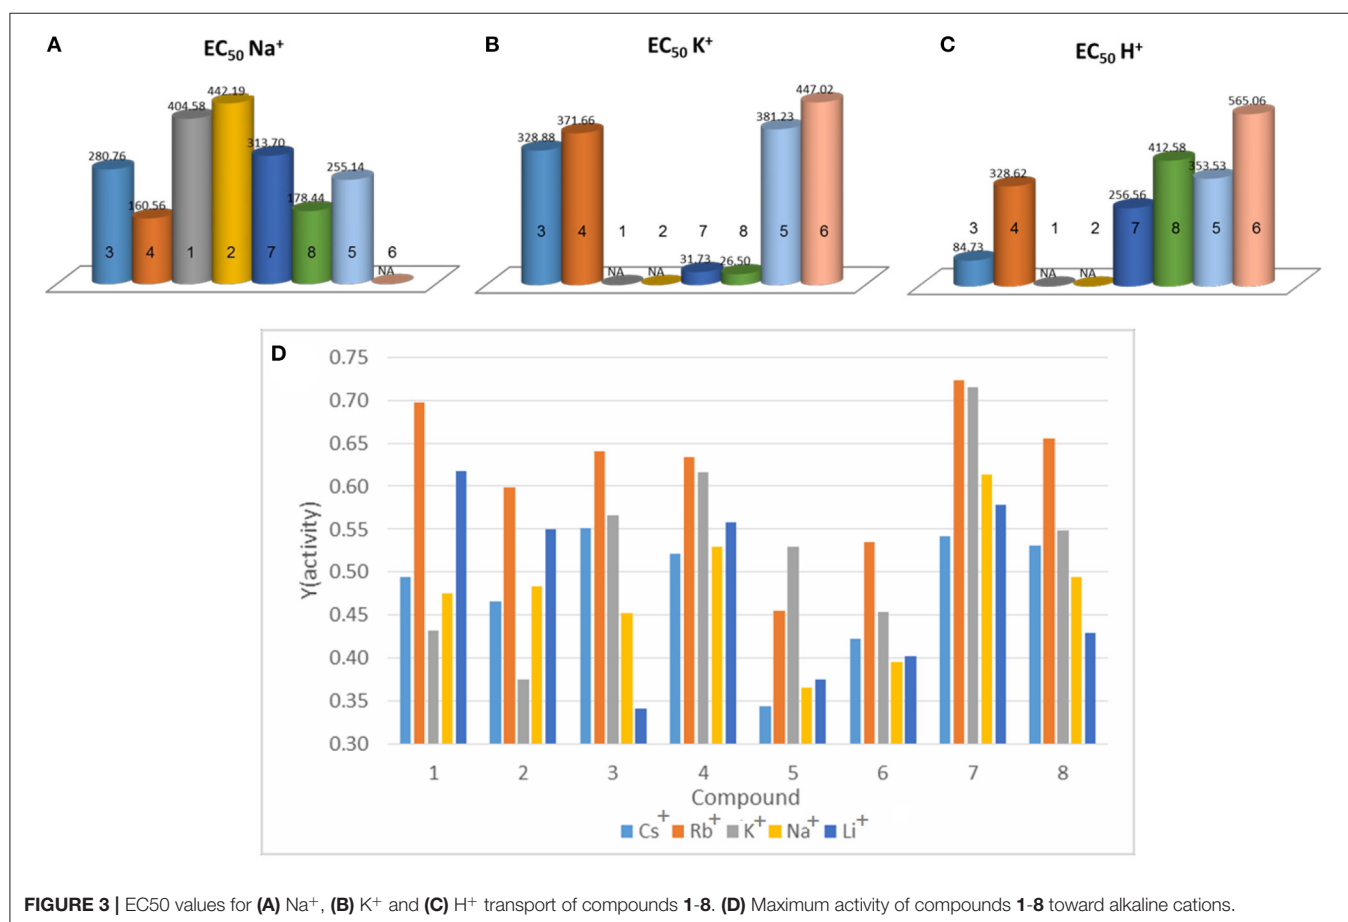 (A)
EC50 Na+
280.76
160.56
404.58
442.19
313.70
178.44
255.14
NA
3 4 1 2 7 8 5 6
(B)
EC50 K+
328.88
371.66
NA
NA
31.73
26.50
381.23
447.02
3 4 1 2 7 8 5 6
(C)
EC50 H+
84.73
328.62
NA
NA
256.56
412.58
353.53
565.06
3 4 1 2 7 8 5 6
D
0.75
0.70
0.65
0.60
0.55
0.50
0.45
0.40
0.35
0.30
Y(activity)
1 2 3 4 5 6 7 8
Compound
Cs+ Rb+ K+ Na+ Li+
FIGURE 3 | EC50 values for (A) Na+, (B) K+ and (C) H+ transport of compounds 1-8. (D) Maximum activity of compounds 1-8 toward alkaline cations.